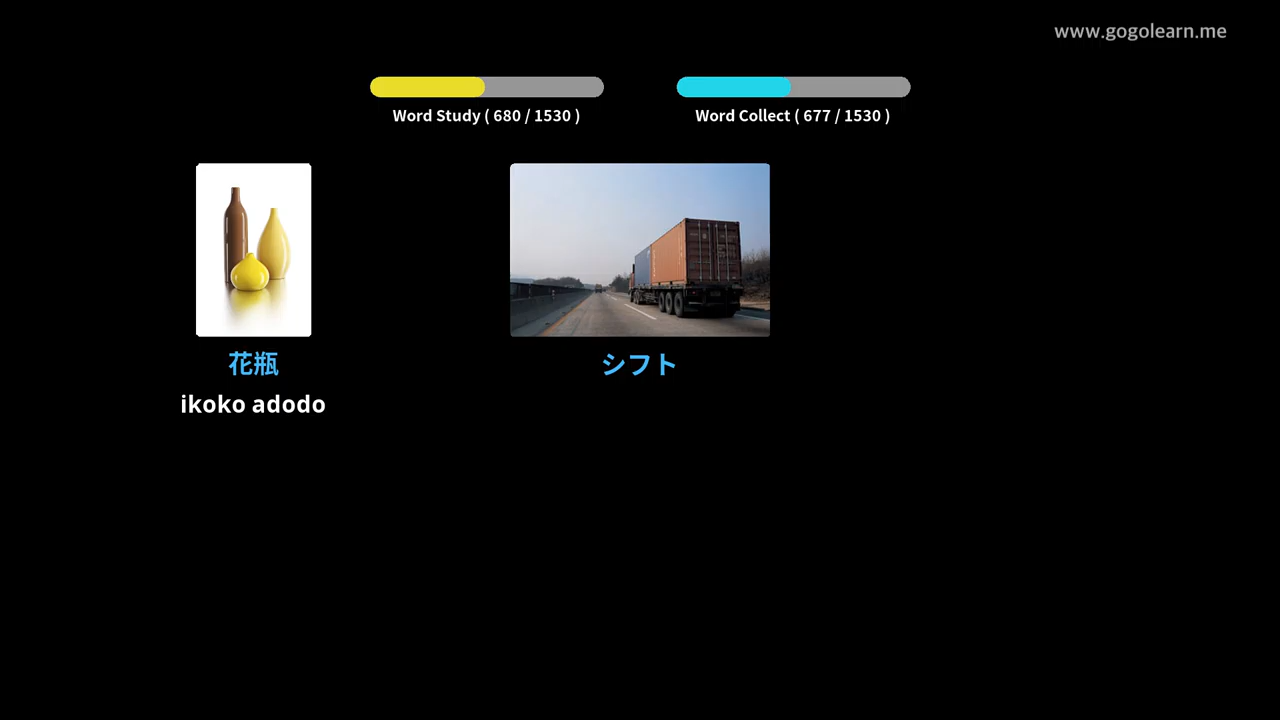 www.gogolearn.me
Word Study ( 680 / 1530 )
Word Collect ( 677 / 1530 )
花瓶
シフト
ikoko adodo